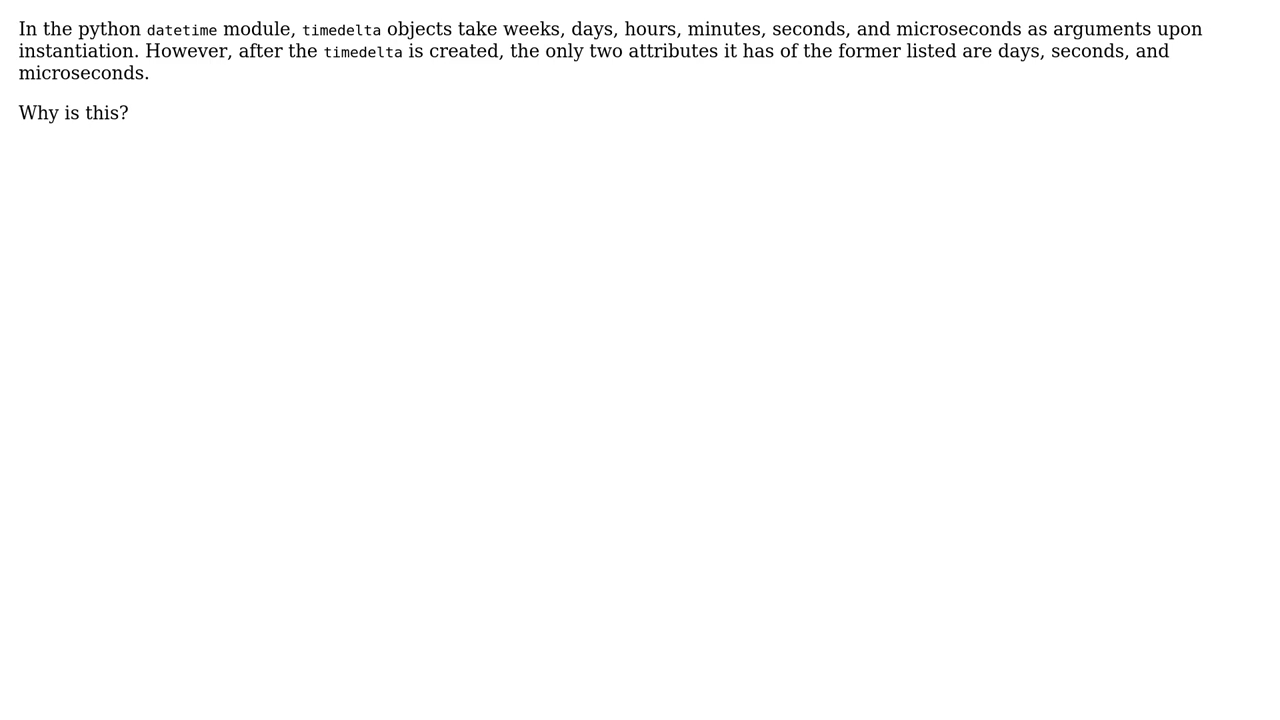 In the python datetime module, timedelta objects take weeks, days, hours, minutes, seconds, and microseconds as arguments upon
instantiation. However, after the timedelta is created, the only two attributes it has of the former listed are days, seconds, and
microseconds.
Why is this?